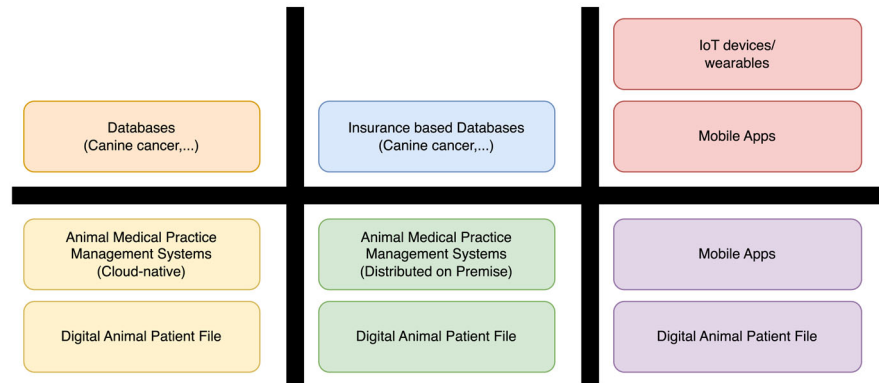 IoT devices/
wearables
Databases
(Canine cancer,...)
Insurance based Databases
(Canine cancer,...)
Mobile Apps
Animal Medical Practice
Management Systems
(Cloud-native)
Animal Medical Practice
Management Systems
(Distributed on Premise)
Mobile Apps
Digital Animal Patient File
Digital Animal Patient File
Digital Animal Patient File